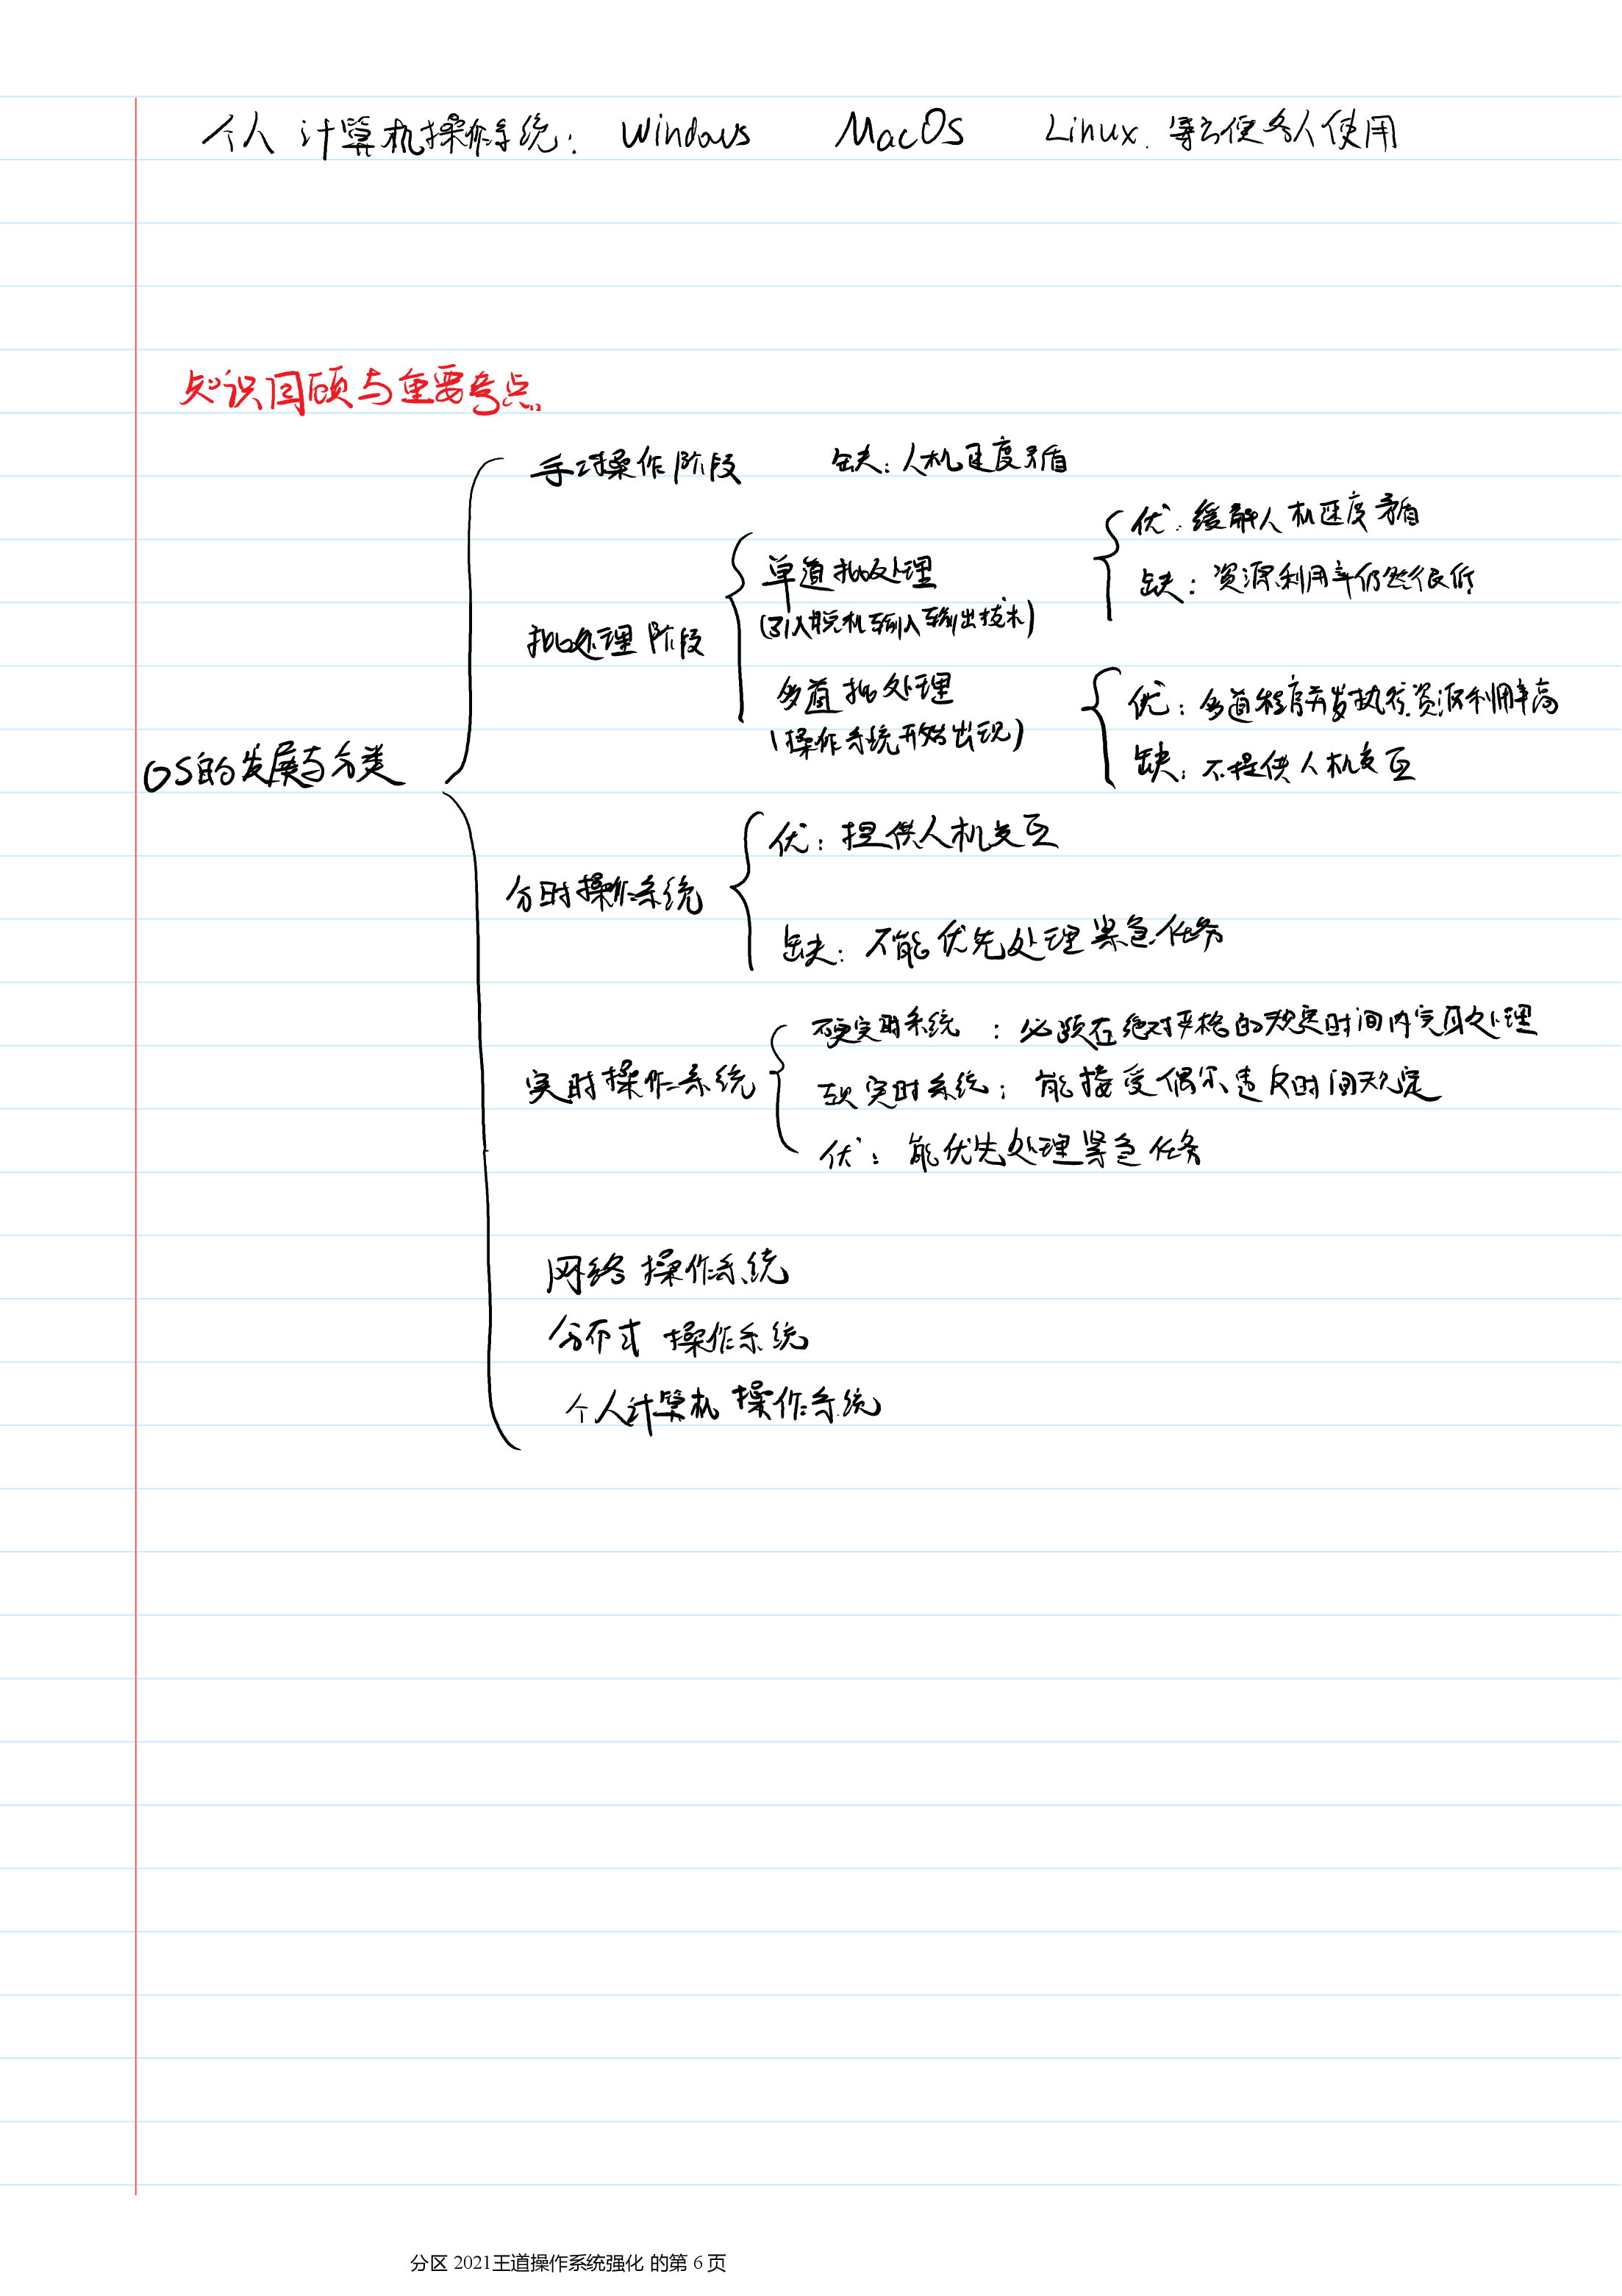 个人计算机操作系统: Windows MacOS Linux. 等方便个人使用
知识回顾与重要考点
手工操作阶段 缺: 人机速度矛盾
优: 缓解人机速度矛盾
单道批处理
缺: 资源利用率仍然很低
(引入脱机输入输出技术)
批处理阶段
多道批处理
优: 多道程序并发执行,资源利用率高
(操作系统开始出现)
缺: 不提供人机交互
OS的发展与分类
优: 提供人机交互
分时操作系统
缺: 不能优先处理紧急任务
硬实时系统: 必须在绝对严格的规定时间内完成处理
实时操作系统
软实时系统: 能接受偶尔违反时间规定
优: 能优先处理紧急任务
网络操作系统
分布式操作系统
个人计算机操作系统
分区 2021王道操作系统强化 的第 6 页